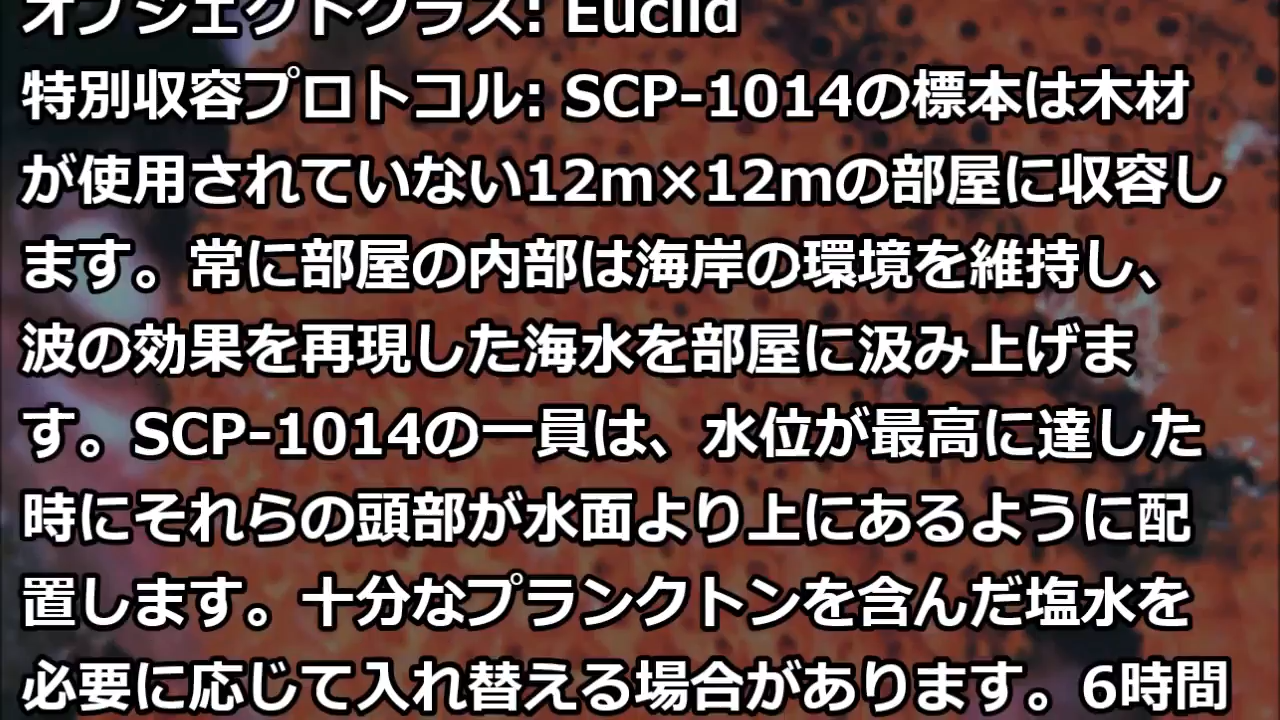 オブジェクトクラス: Euclid
特別収容プロトコル: SCP-1014の標本は木材
が使用されていない12m×12mの部屋に収容し
ます。常に部屋の内部は海岸の環境を維持し、
波の効果を再現した海水を部屋に汲み上げま
す。SCP-1014の一員は、水位が最高に達した
時にそれらの頭部が水面より上にあるように配
置します。十分なプランクトンを含んだ塩水を
必要に応じて入れ替える場合があります。6時間